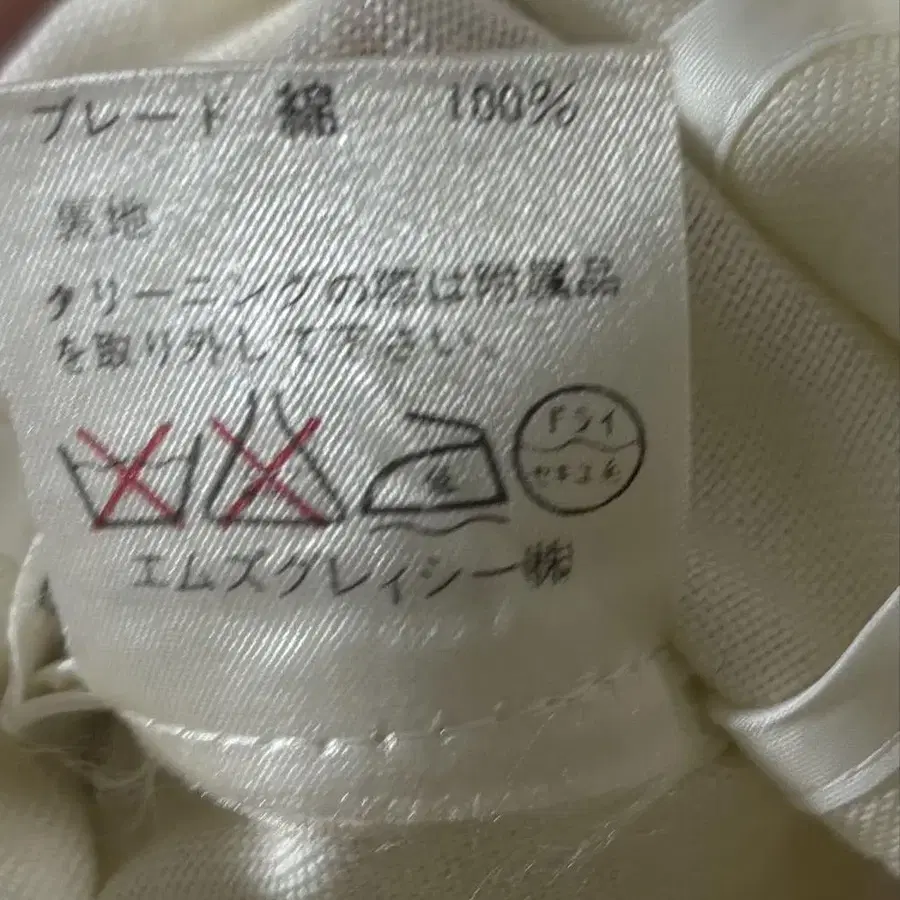 ブレード 綿 100%
裏地
クリーニングの際は附属品
を取り外して下さい。
ドライ
エムズグレイシー㈱